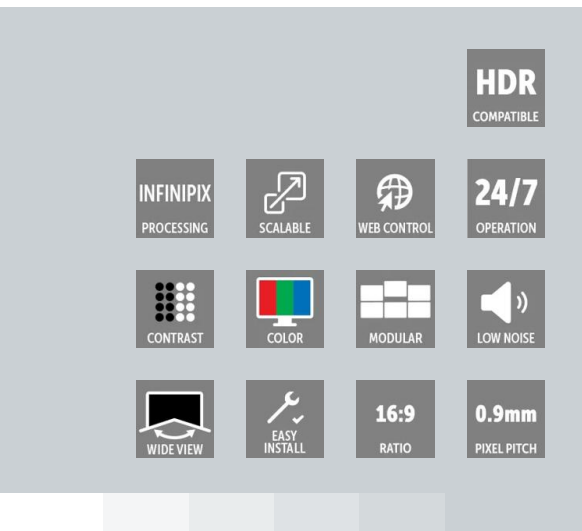 HDR
COMPATIBLE
INFINIPIX
PROCESSING
SCALABLE
WEB CONTROL
24/7
OPERATION
CONTRAST
COLOR
MODULAR
LOW NOISE
WIDE VIEW
EASY
INSTALL
16:9
RATIO
0.9mm
PIXEL PITCH